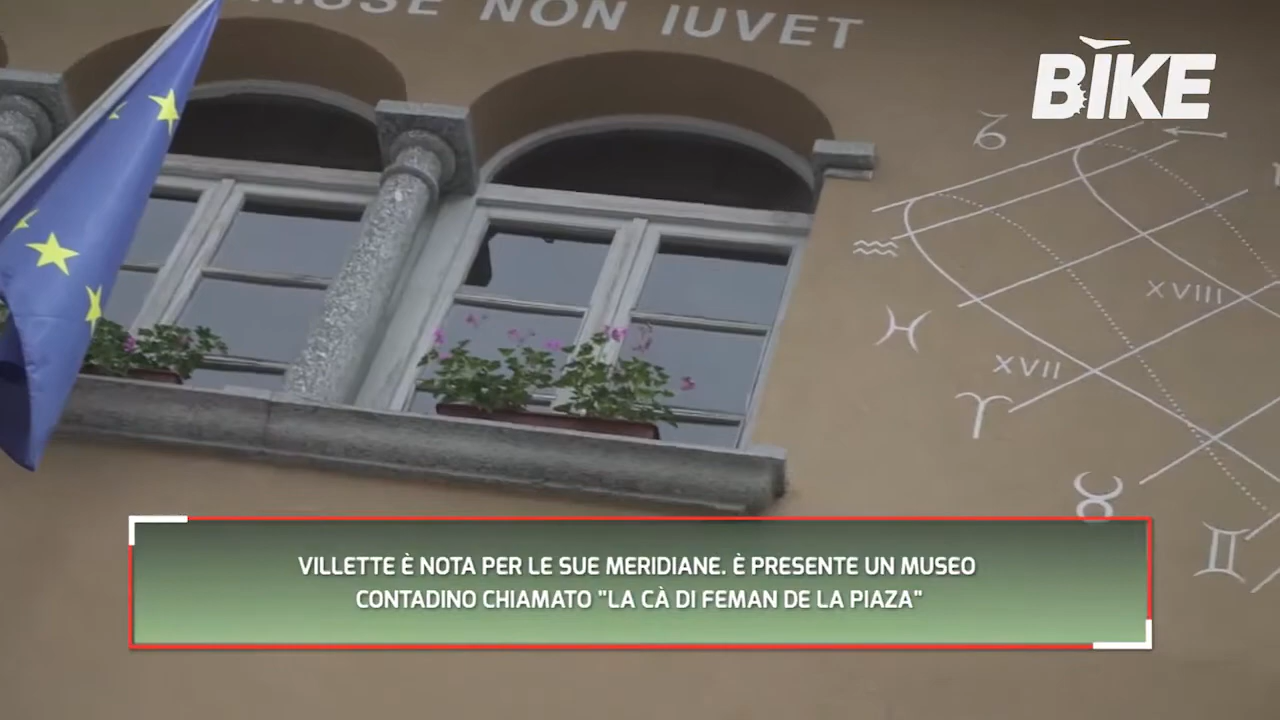 NON IUVET
BIKE
XVIII
XVII
VILLETTE È NOTA PER LE SUE MERIDIANE. È PRESENTE UN MUSEO
CONTADINO CHIAMATO "LA CÀ DI FEMAN DE LA PIAZA"